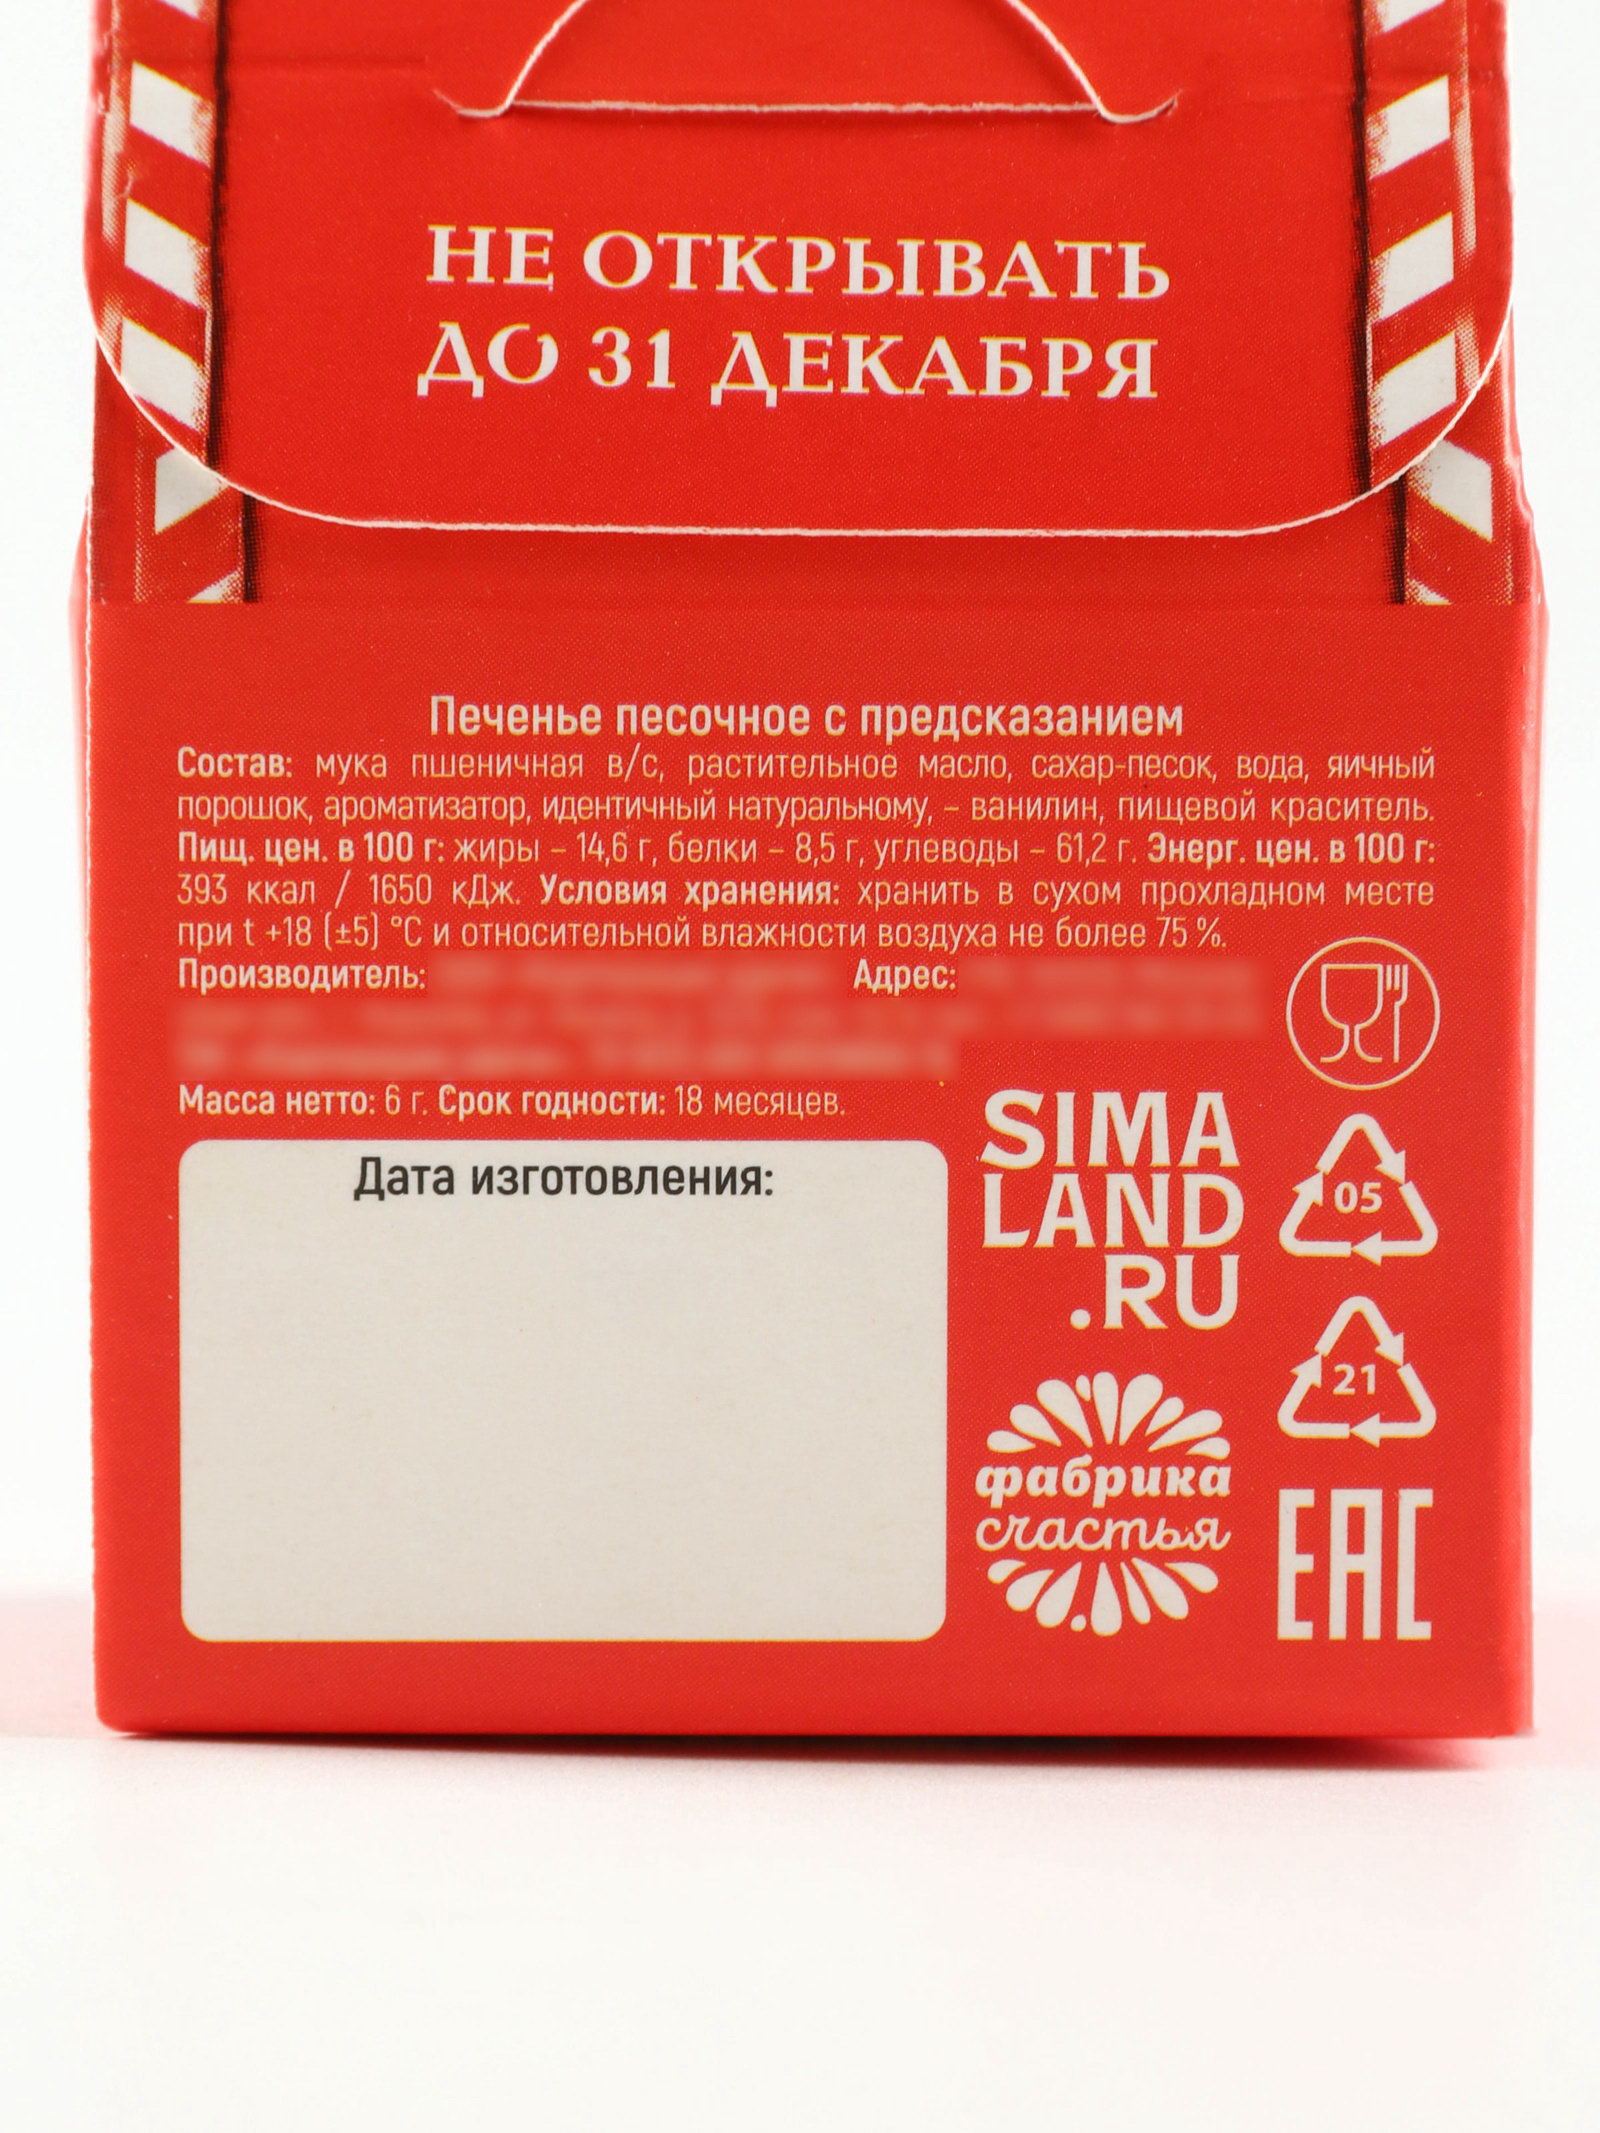 НЕ ОТКРЫВАТЬ
ДО 31 ДЕКАБРЯ
Печенье песочное с предсказанием
Состав: мука пшеничная в/с, растительное масло, сахар-песок, вода, яичный
порошок, ароматизатор, идентичный натуральному, – ванилин, пищевой краситель.
Пищ. цен. в 100 г: жиры – 14,6 г, белки – 8,5 г, углеводы – 61,2 г. Энерг. цен. в 100 г:
393 ккал / 1650 кДж. Условия хранения: хранить в сухом прохладном месте
при t +18 (±5) °C и относительной влажности воздуха не более 75 %.
Производитель: Адрес:
Масса нетто: 6 г. Срок годности: 18 месяцев.
Дата изготовления:
SIMA
LAND
.RU
05
21
фабрика
счастья
EAC